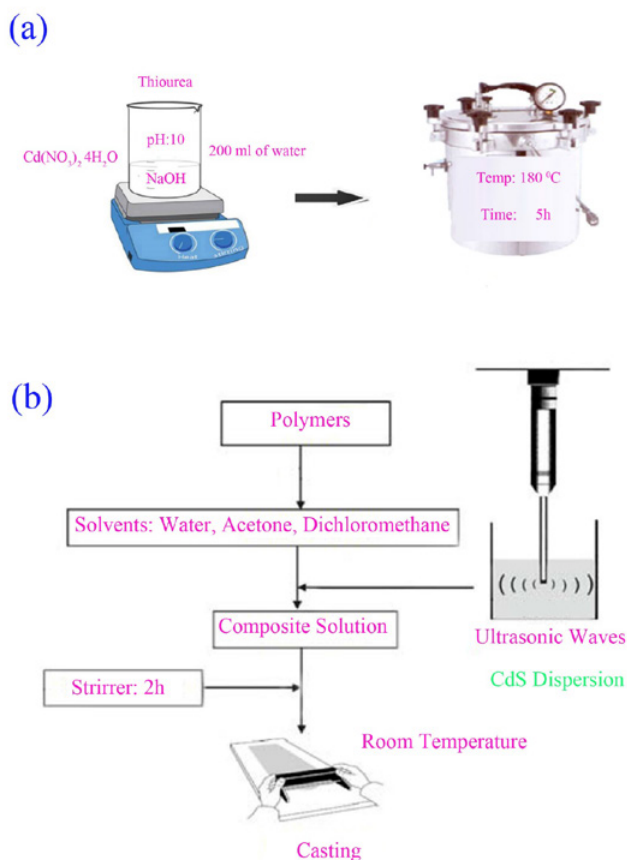 (a)
Thiourea
pH:10
Cd(NO3)2 4H2O
200 ml of water
NaOH
Temp: 180 ⁰C
Time: 5h
(b)
Polymers
Solvents: Water, Acetone, Dichloromethane
Composite Solution
Ultrasonic Waves
CdS Dispersion
Strirrer: 2h
Room Temperature
Casting